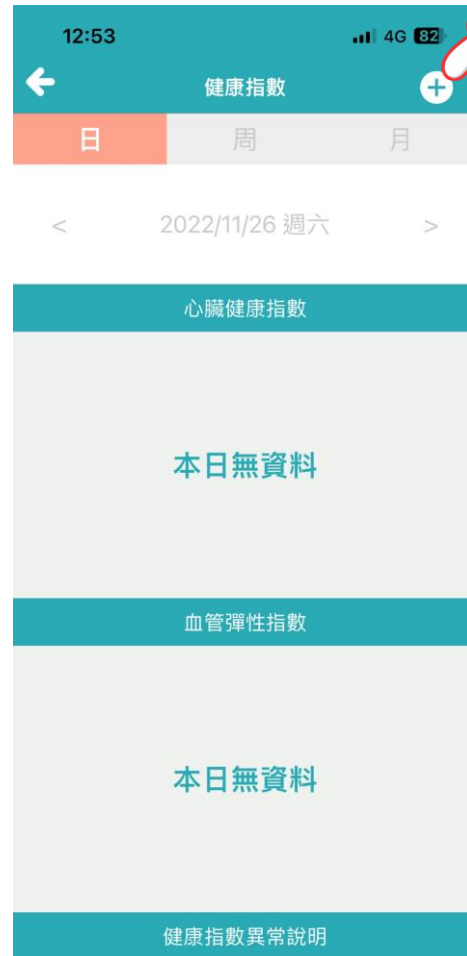 12:53 4G 82
健康指數
日 周 月
< 2022/11/26 週六 >
心臟健康指數
本日無資料
血管彈性指數
本日無資料
健康指數異常說明